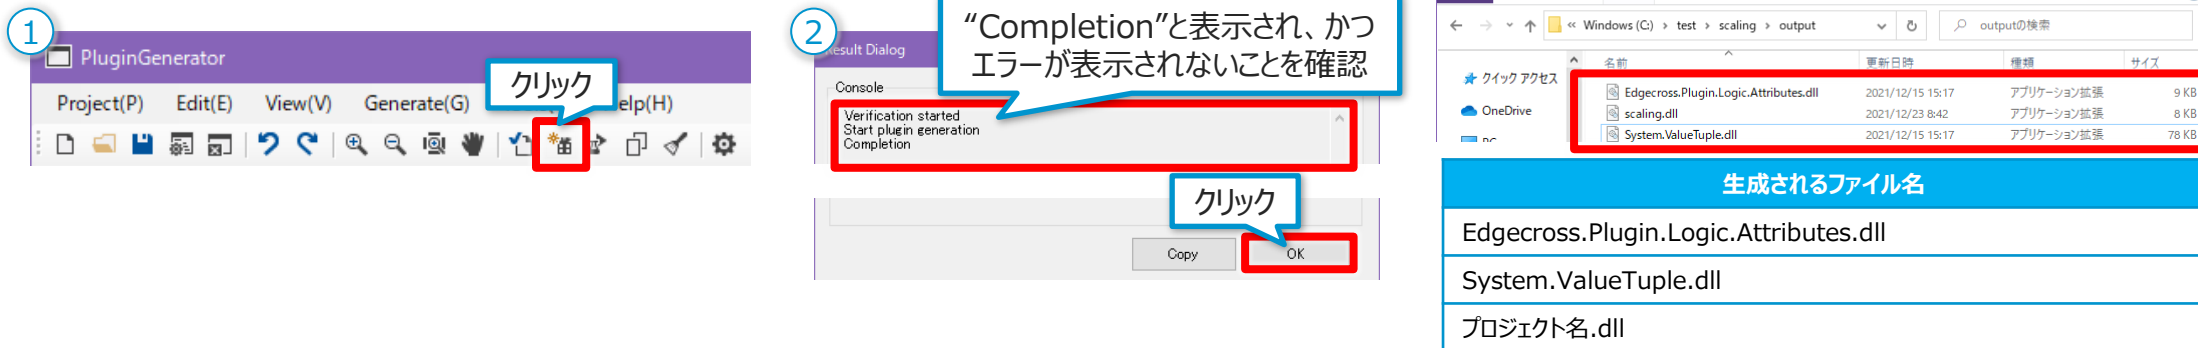 1
PluginGenerator
クリック
Project(P) Edit(E) View(V) Generate(G) elp(H)
2
esult Dialog
“Completion”と表示され、かつ
エラーが表示されないことを確認
Console
Verification started
Start plugin generation
Completion
クリック
Copy OK
« Windows (C:) › test › scaling › output
outputの検索
名前 更新日時 種類 サイズ
クイック アクセス
Edgecross.Plugin.Logic.Attributes.dll 2021/12/15 15:17 アプリケーション拡張 9 KB
OneDrive
scaling.dll 2021/12/23 8:42 アプリケーション拡張 8 KB
System.ValueTuple.dll 2021/12/15 15:17 アプリケーション拡張 78 KB
生成されるファイル名
Edgecross.Plugin.Logic.Attributes.dll
System.ValueTuple.dll
プロジェクト名.dll